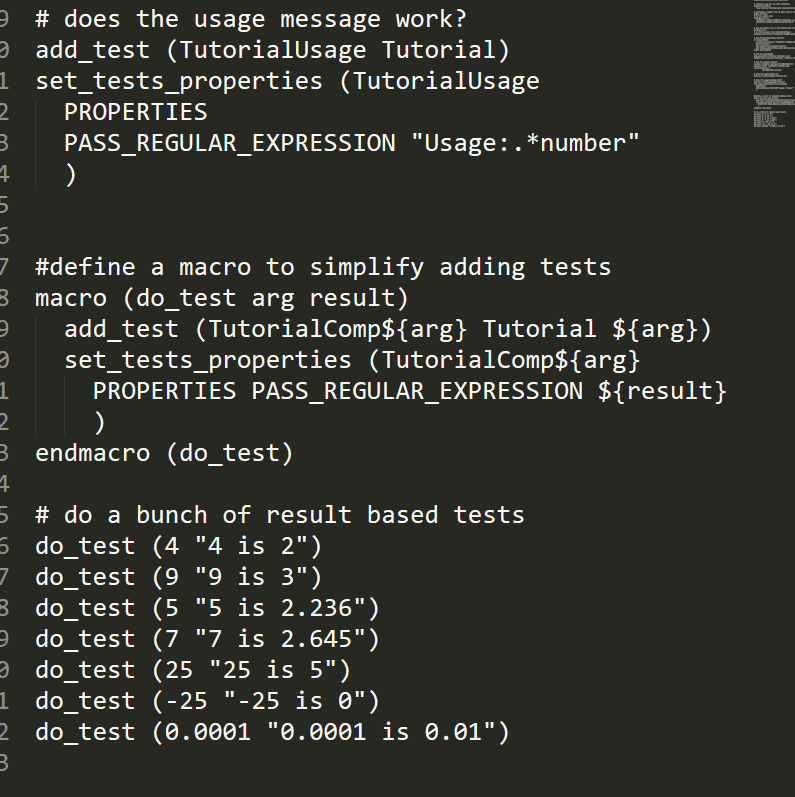 9 # does the usage message work?
0 add_test (TutorialUsage Tutorial)
1 set_tests_properties (TutorialUsage
2 PROPERTIES
3 PASS_REGULAR_EXPRESSION "Usage:.*number"
4 )
5
6
7 #define a macro to simplify adding tests
8 macro (do_test arg result)
9 add_test (TutorialComp${arg} Tutorial ${arg})
0 set_tests_properties (TutorialComp${arg}
1 PROPERTIES PASS_REGULAR_EXPRESSION ${result}
2 )
3 endmacro (do_test)
4
5 # do a bunch of result based tests
6 do_test (4 "4 is 2")
7 do_test (9 "9 is 3")
8 do_test (5 "5 is 2.236")
9 do_test (7 "7 is 2.645")
0 do_test (25 "25 is 5")
1 do_test (-25 "-25 is 0")
2 do_test (0.0001 "0.0001 is 0.01")
3